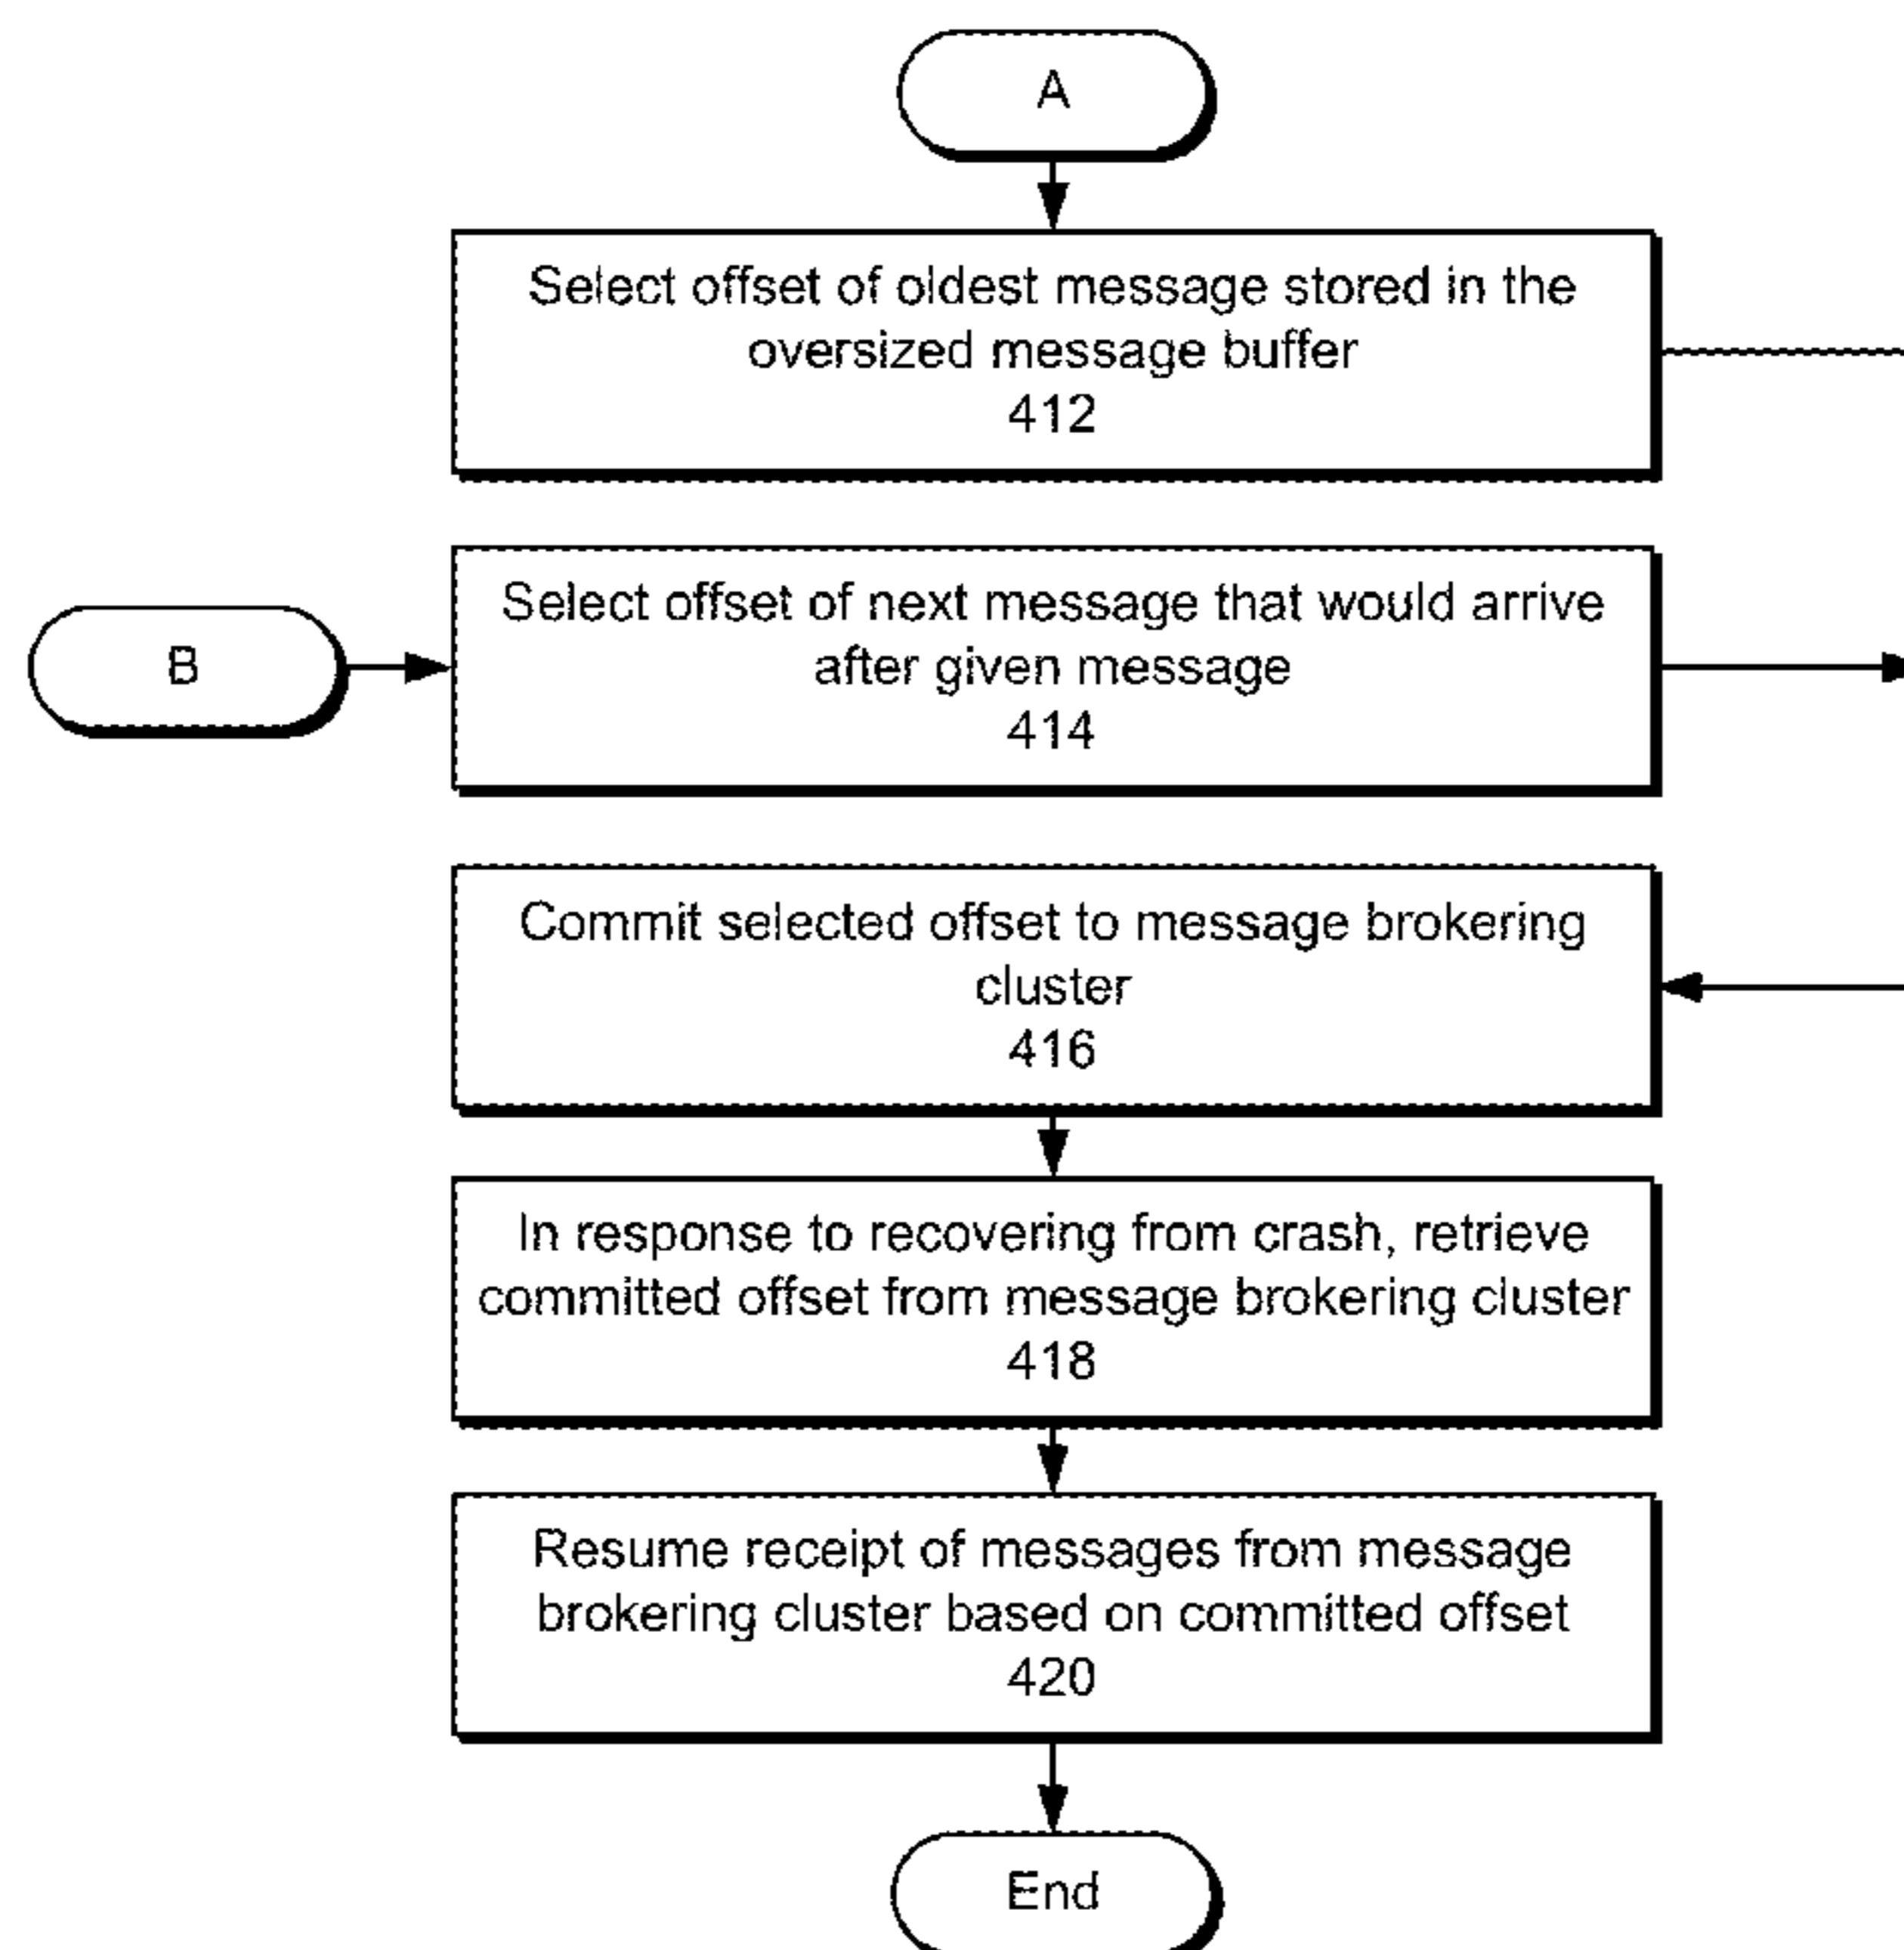 A
Select offset of oldest message stored in the
oversized message buffer
412
Select offset of next message that would arrive
after given message
414
B
Commit selected offset to message brokering
cluster
416
In response to recovering from crash, retrieve
committed offset from message brokering cluster
418
Resume receipt of messages from message
brokering cluster based on committed offset
420
End